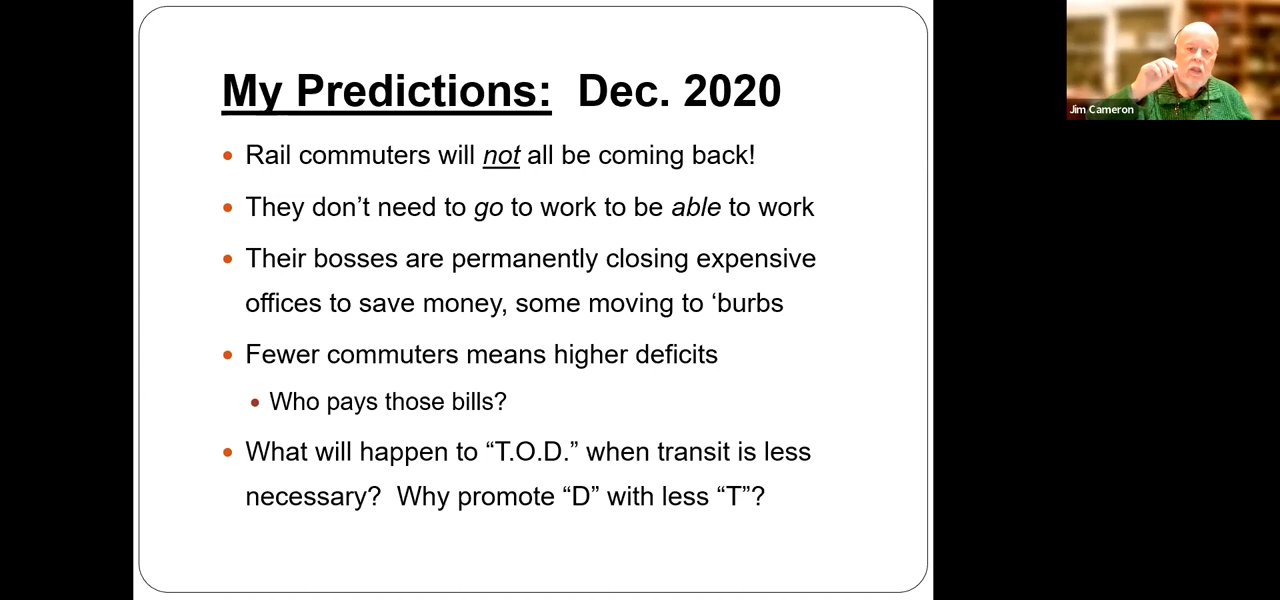 My Predictions:  Dec. 2020
Rail commuters will not all be coming back!
They don’t need to go to work to be able to work
Their bosses are permanently closing expensive
offices to save money, some moving to ‘burbs
Fewer commuters means higher deficits
Who pays those bills?
What will happen to “T.O.D.” when transit is less
necessary?  Why promote “D” with less “T”?
Jim Cameron